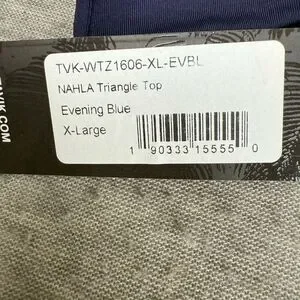 TVK-WTZ1606-XL-EVBL
NAHLA Triangle Top
Evening Blue
X-Large
1 90333 15555 0